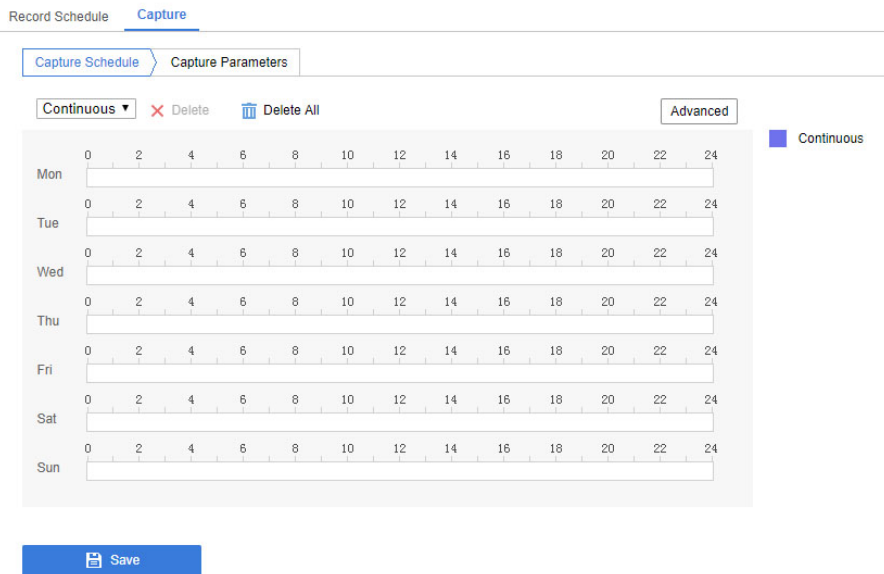 Record Schedule Capture
Capture Schedule Capture Parameters
Continuous Delete Delete All Advanced
Continuous
0 2 4 6 8 10 12 14 16 18 20 22 24
Mon
0 2 4 6 8 10 12 14 16 18 20 22 24
Tue
0 2 4 6 8 10 12 14 16 18 20 22 24
Wed
0 2 4 6 8 10 12 14 16 18 20 22 24
Thu
0 2 4 6 8 10 12 14 16 18 20 22 24
Fri
0 2 4 6 8 10 12 14 16 18 20 22 24
Sat
0 2 4 6 8 10 12 14 16 18 20 22 24
Sun
Save